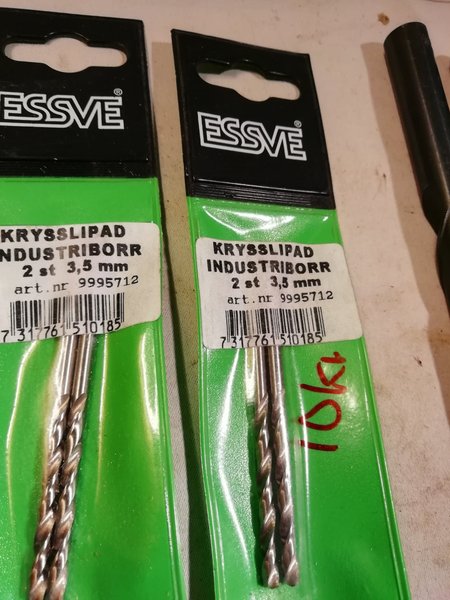 ESSVE®
KRYSSLIPAD
INDUSTRIBORR
2 st 3,5 mm
art.nr 9995712
7 317761 510185
ESSVE®
KRYSSLIPAD
INDUSTRIBORR
2 st 3,5 mm
art.nr 9995712
7 317761 510185
10kr